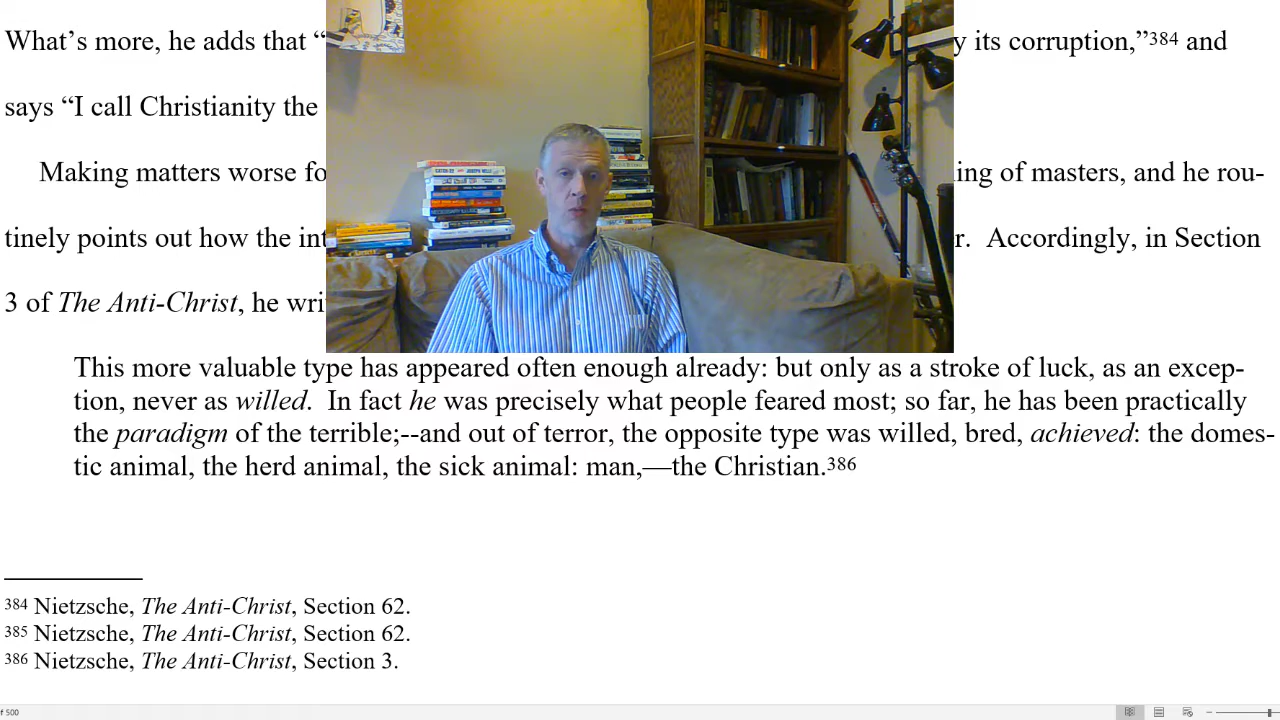 What’s more, he adds that “ y its corruption,”384 and
says “I call Christianity the
Making matters worse fo ing of masters, and he rou-
tinely points out how the int r. Accordingly, in Section
3 of The Anti-Christ, he wri
This more valuable type has appeared often enough already: but only as a stroke of luck, as an excep-
tion, never as willed. In fact he was precisely what people feared most; so far, he has been practically
the paradigm of the terrible;--and out of terror, the opposite type was willed, bred, achieved: the domes-
tic animal, the herd animal, the sick animal: man,—the Christian.386
384 Nietzsche, The Anti-Christ, Section 62.
385 Nietzsche, The Anti-Christ, Section 62.
386 Nietzsche, The Anti-Christ, Section 3.
f 500